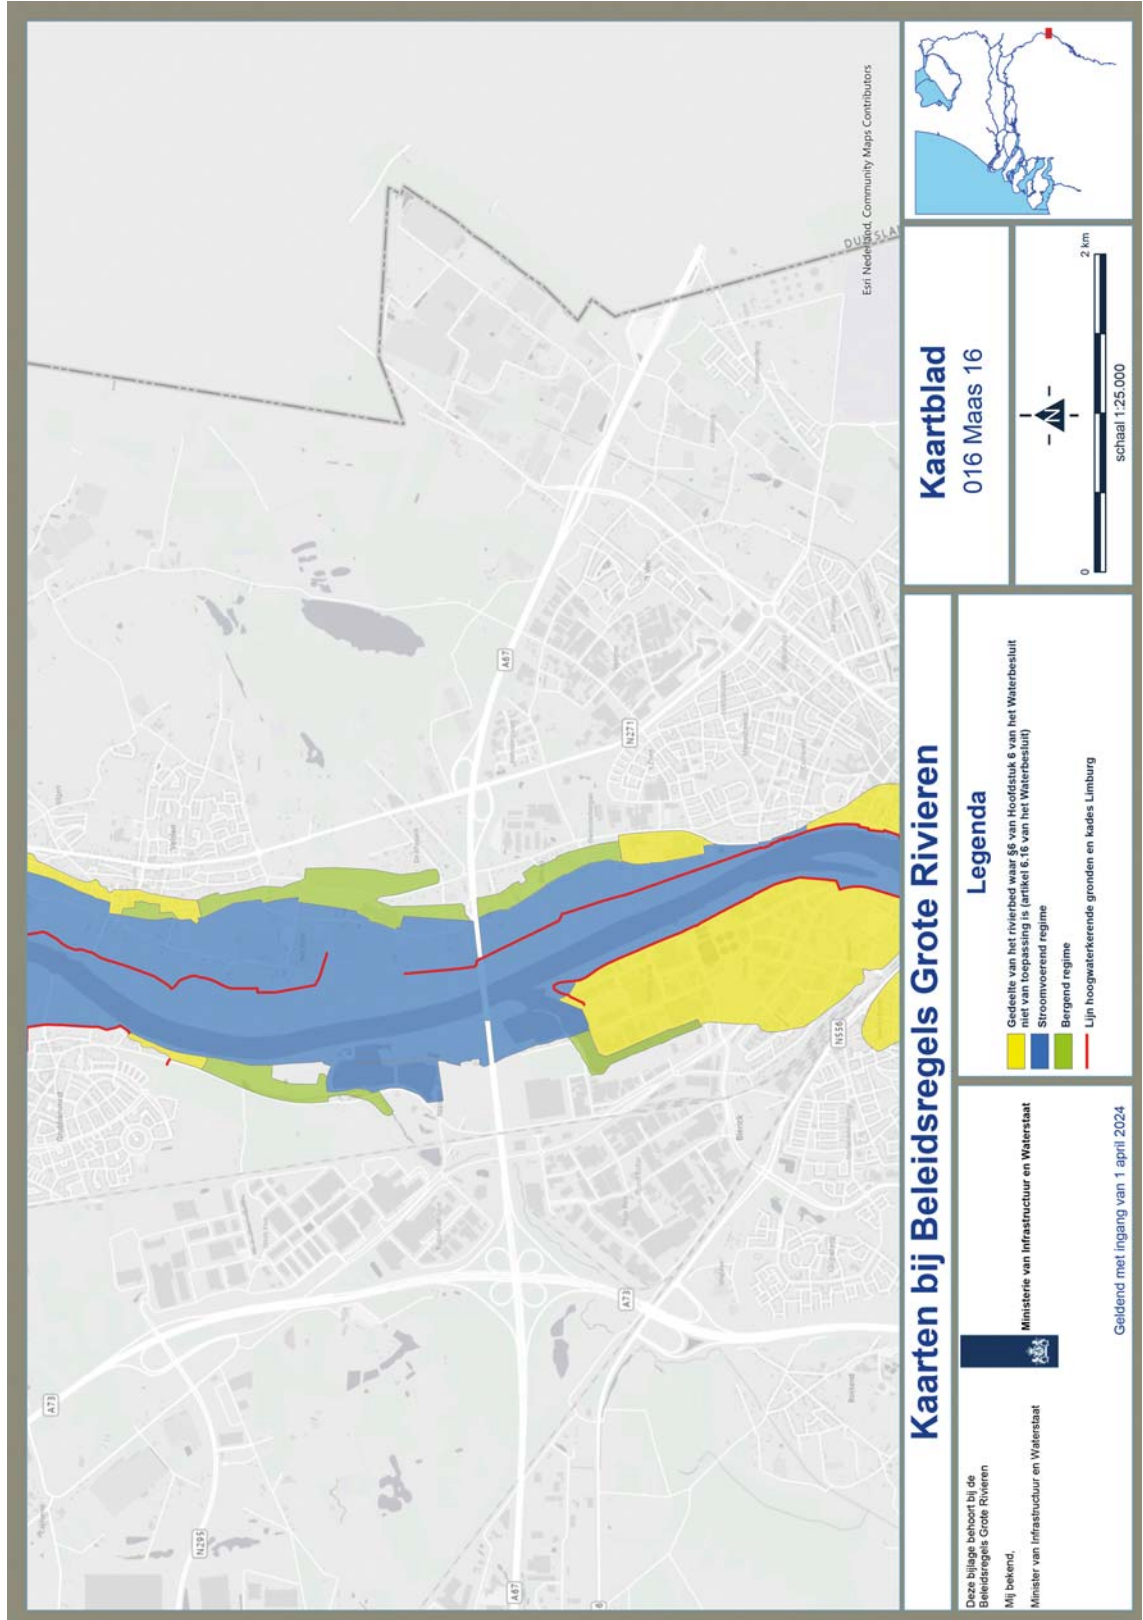 A73
N295
A67
A73
N556
Blerick
Velden
A67
N271
DUITSLA
Esri Nederland, Community Maps Contributors
Kaarten bij Beleidsregels Grote Rivieren
Deze bijlage behoort bij de
Beleidsregels Grote Rivieren
Mij bekend,
Minister van Infrastructuur en Waterstaat
Ministerie van Infrastructuur en Waterstaat
Geldend met ingang van 1 april 2024
Legenda
Gedeelte van het rivierbed waar §6 van Hoofdstuk 6 van het Waterbesluit
niet van toepassing is (artikel 6.16 van het Waterbesluit)
Stroomvoerend regime
Bergend regime
Lijn hoogwaterkerende gronden en kades Limburg
Kaartblad
016 Maas 16
N
0
2 km
schaal 1:25.000